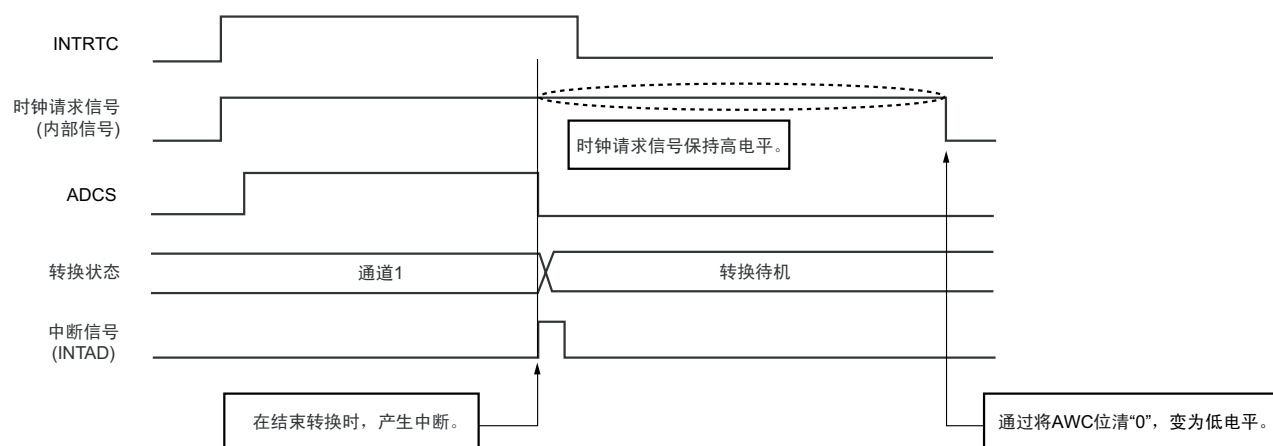 INTRTC
时钟请求信号
(内部信号)
时钟请求信号保持高电平。
ADCS
转换状态
通道1
转换待机
中断信号
(INTAD)
在结束转换时，产生中断。
通过将AWC位清“0”，变为低电平。